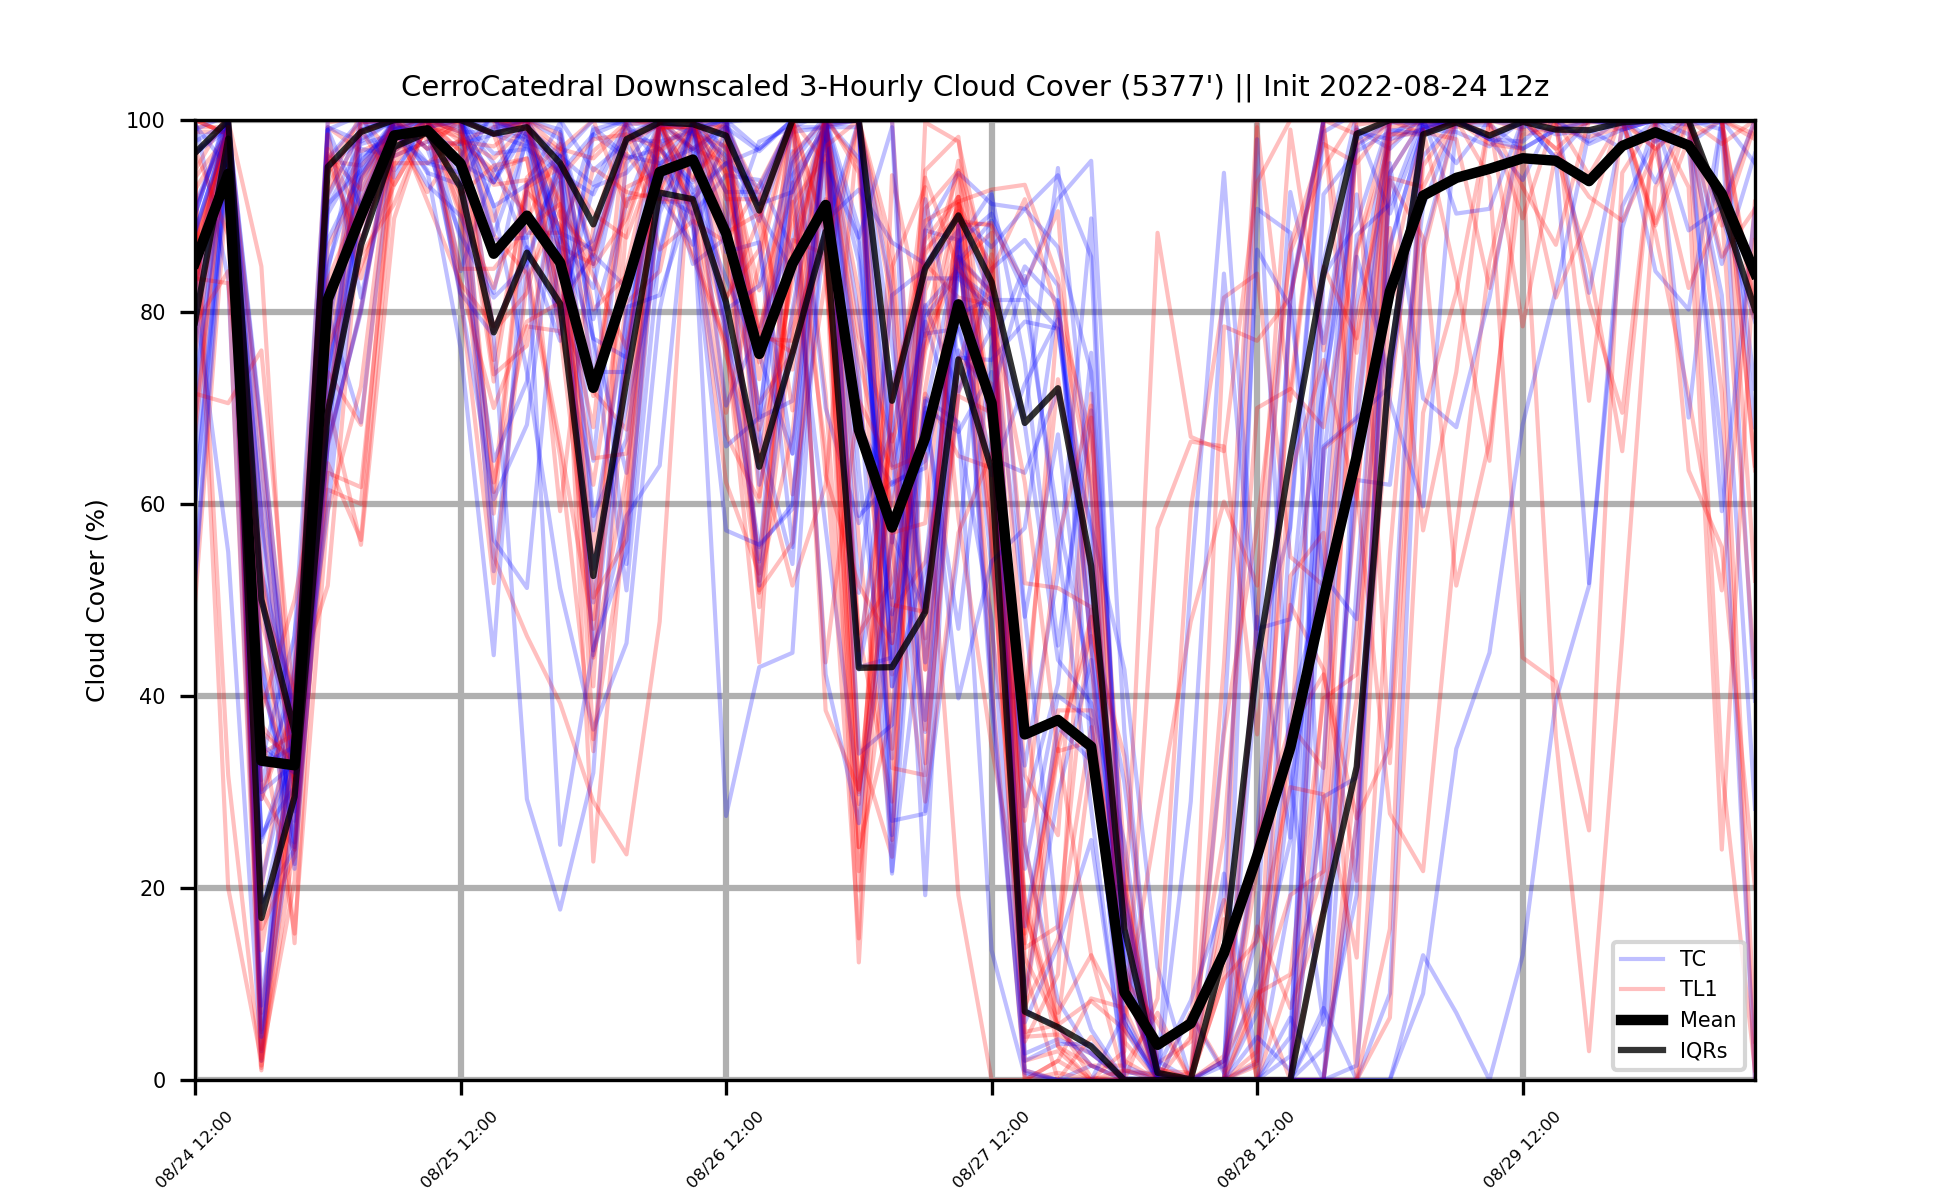 CerroCatedral Downscaled 3-Hourly Cloud Cover (5377') || Init 2022-08-24 12z
Cloud Cover (%)
100
80
60
40
20
0
TC
TL1
Mean
IQRs
08/24 12:00
08/25 12:00
08/26 12:00
08/27 12:00
08/28 12:00
08/29 12:00